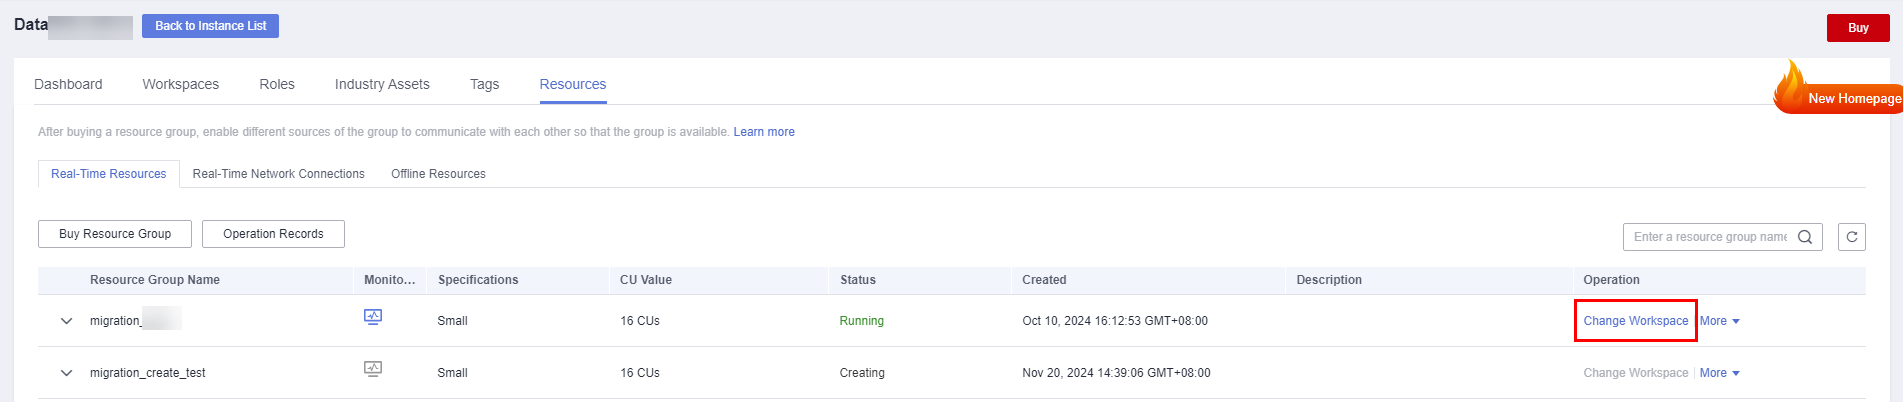 Data
Back to Instance List
Buy
Dashboard Workspaces Roles Industry Assets Tags Resources
New Homepage
After buying a resource group, enable different sources of the group to communicate with each other so that the group is available. Learn more
Real-Time Resources Real-Time Network Connections Offline Resources
Buy Resource Group Operation Records Enter a resource group name
Resource Group Name Monito... Specifications CU Value Status Created Description Operation
migration_ Small 16 CUs Running Oct 10, 2024 16:12:53 GMT+08:00 Change Workspace More
migration_create_test Small 16 CUs Creating Nov 20, 2024 14:39:06 GMT+08:00 Change Workspace More